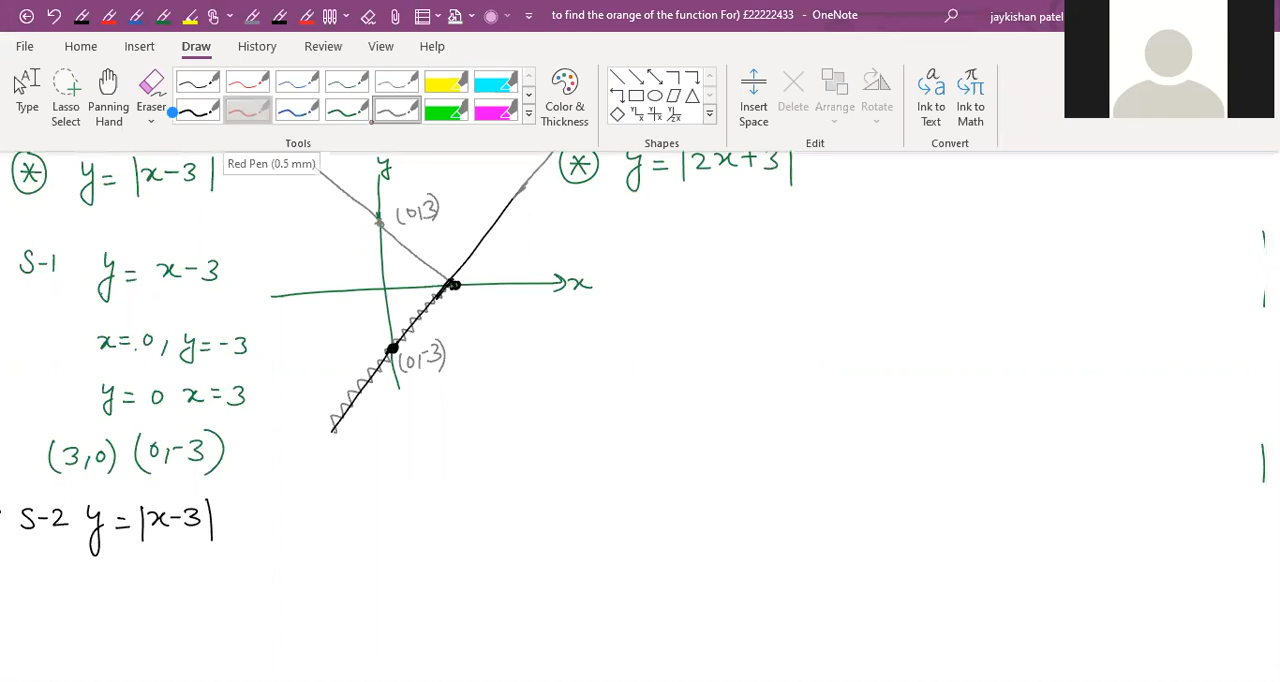 to find the orange of the function For) £22222433 - OneNote
jaykishan patel
File Home Insert Draw History Review View Help
Type
Lasso Select
Panning Hand
Eraser
Color & Thickness
Insert Space
Delete
Arrange
Rotate
Ink to Text
Ink to Math
Tools
Shapes
Edit
Convert
Red Pen (0.5 mm)
* y = |x-3|
S-1 y = x-3
x=.0, y=-3
y = 0 x=3
(3,0) (0,-3)
S-2 y = |x-3|
y
(0,3)
x
(0,-3)
* y = |2x+3|